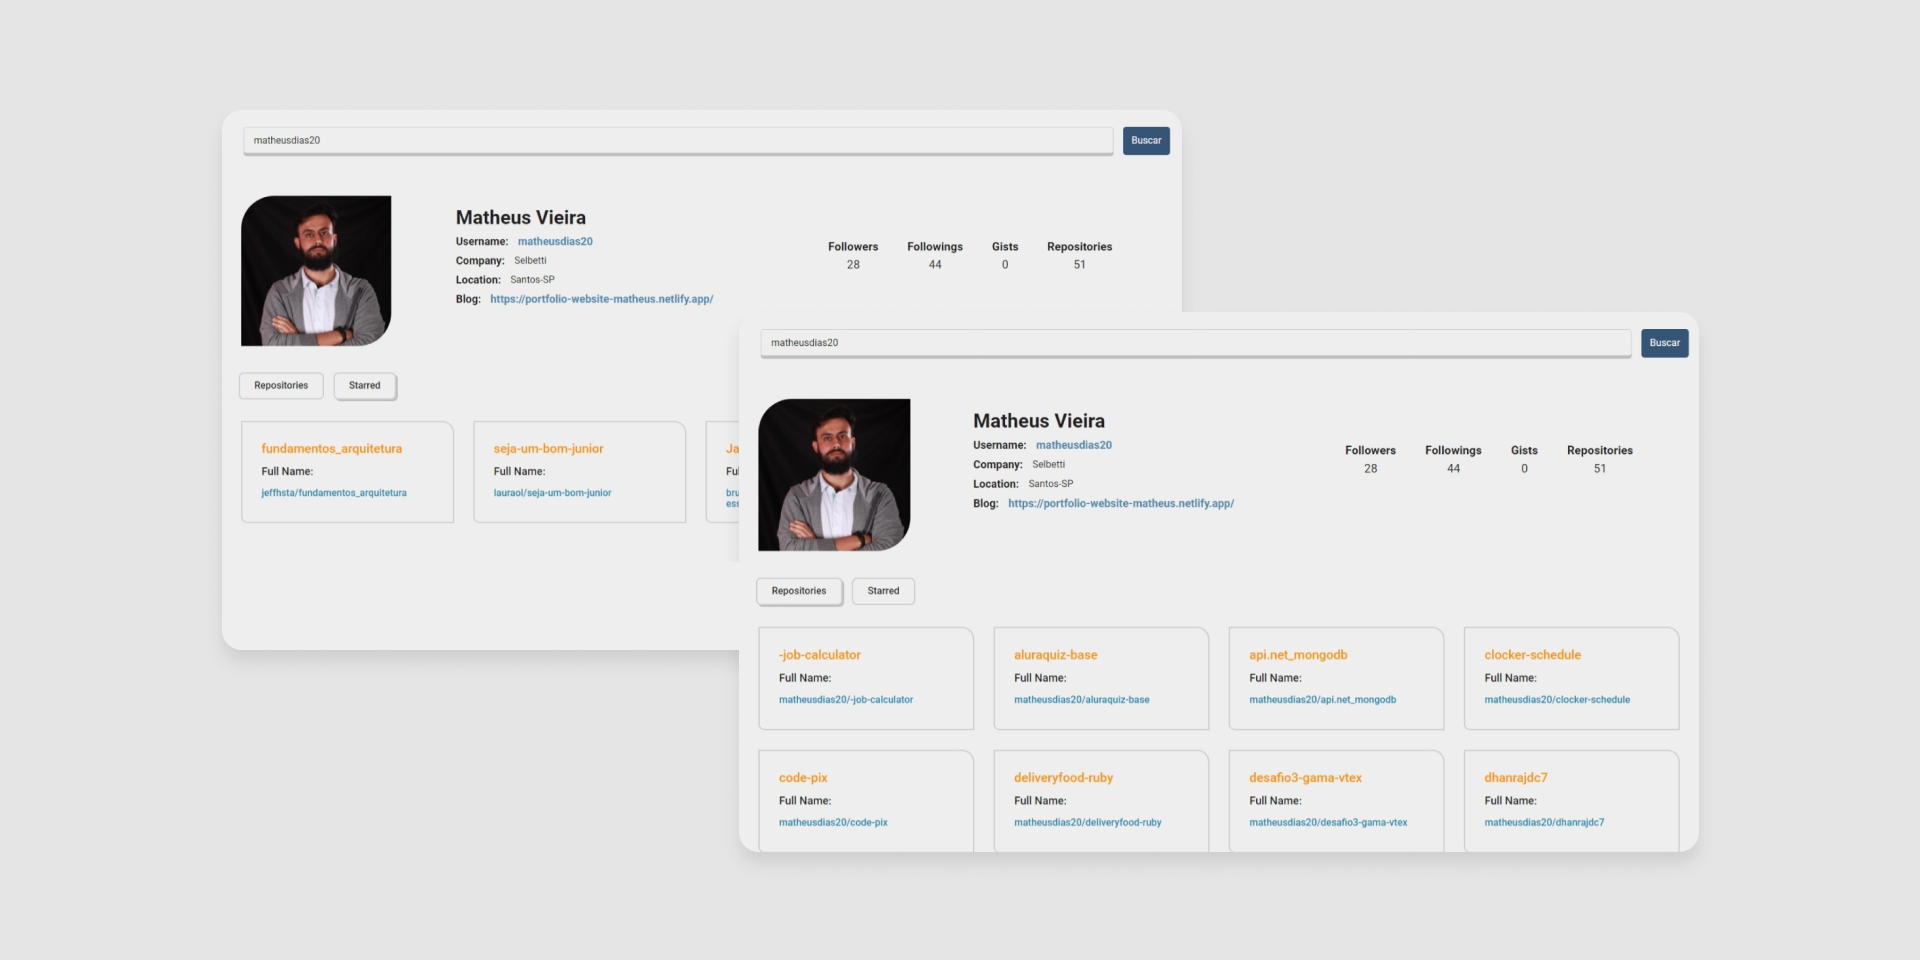 matheusdias20
Buscar
Matheus Vieira
Username: matheusdias20
Company: Selbetti
Location: Santos-SP
Blog: https://portfolio-website-matheus.netlify.app/
Followers Followings Gists Repositories
28 44 0 51
Repositories Starred
fundamentos_arquitetura
Full Name:
jeffhsta/fundamentos_arquitetura
seja-um-bom-junior
Full Name:
lauraol/seja-um-bom-junior
Ja
Ful
bru
ess
matheusdias20
Buscar
Matheus Vieira
Username: matheusdias20
Company: Selbetti
Location: Santos-SP
Blog: https://portfolio-website-matheus.netlify.app/
Followers Followings Gists Repositories
28 44 0 51
Repositories Starred
-job-calculator
Full Name:
matheusdias20/-job-calculator
aluraquiz-base
Full Name:
matheusdias20/aluraquiz-base
api.net_mongodb
Full Name:
matheusdias20/api.net_mongodb
clocker-schedule
Full Name:
matheusdias20/clocker-schedule
code-pix
Full Name:
matheusdias20/code-pix
deliveryfood-ruby
Full Name:
matheusdias20/deliveryfood-ruby
desafio3-gama-vtex
Full Name:
matheusdias20/desafio3-gama-vtex
dhanrajdc7
Full Name:
matheusdias20/dhanrajdc7